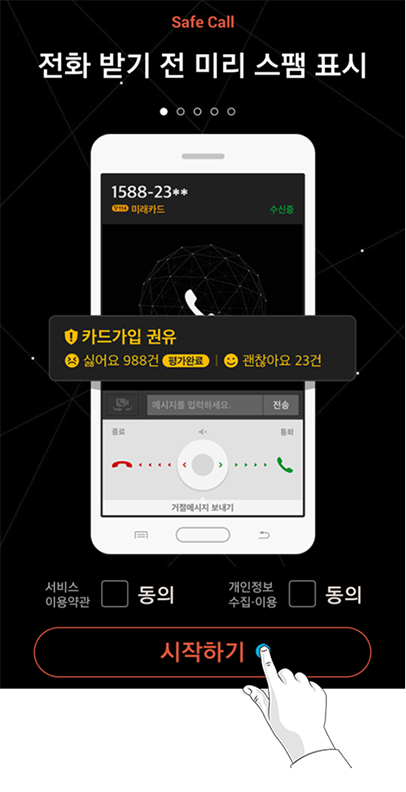 Safe Call
전화 받기 전 미리 스팸 표시
1588-23**
미래카드
수신중
카드가입 권유
싫어요 988건 평가완료 | 괜찮아요 23건
메시지를 입력하세요. 전송
종료 통화
거절메시지 보내기
서비스
이용약관
동의
개인정보
수집·이용
동의
시작하기